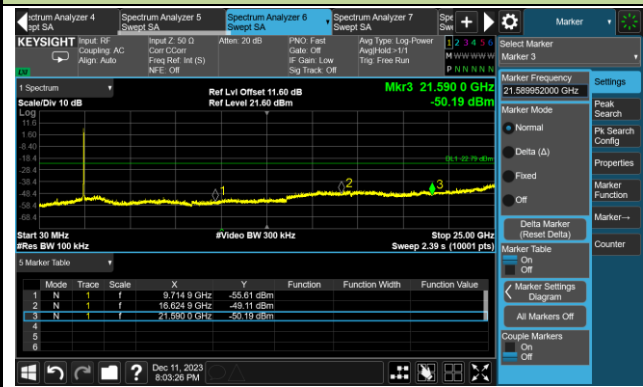 ectrum Analyzer 4
ept SA
Spectrum Analyzer 5
Swept SA
Spectrum Analyzer 6
Swept SA
Spectrum Analyzer 7
Swept SA
Spe
Swe
Marker
KEYSIGHT
Input: RF
Coupling: AC
Align: Auto
Input Z: 50 Ω
Corr CCorr
Freq Ref: Int (S)
NFE: Off
Atten: 20 dB
PNO: Fast
Gate: Off
IF Gain: Low
Sig Track: Off
Avg Type: Log-Power
Avg|Hold:>1/1
Trig: Free Run
1 2 3 4 5 6
M W W W W W
P N N N N N
Select Marker
Marker 3
1 Spectrum
Scale/Div 10 dB
Log
Ref Lvl Offset 11.60 dB
Ref Level 21.60 dBm
Mkr3 21.590 0 GHz
-50.19 dBm
11.6
1.60
-8.40
-18.4
-28.4
-38.4
-48.4
-58.4
-68.4
DL1 -22.79 dBm
1
2
3
Start 30 MHz
#Res BW 100 kHz
#Video BW 300 kHz
Stop 25.00 GHz
Sweep 2.39 s (10001 pts)
5 Marker Table
Mode Trace Scale X Y Function Function Width Function Value
1 N 1 f 9.714 9 GHz -55.61 dBm
2 N 1 f 16.624 9 GHz -49.11 dBm
3 N 1 f 21.590 0 GHz -50.19 dBm
4
5
6
Marker Frequency
21.589952000 GHz
Marker Mode
Normal
Delta (Δ)
Fixed
Off
Delta Marker
(Reset Delta)
Marker Table
On
Off
Marker Settings
Diagram
All Markers Off
Couple Markers
On
Off
Settings
Peak
Search
Pk Search
Config
Properties
Marker
Function
Marker→
Counter
?
Dec 11, 2023
8:03:26 PM